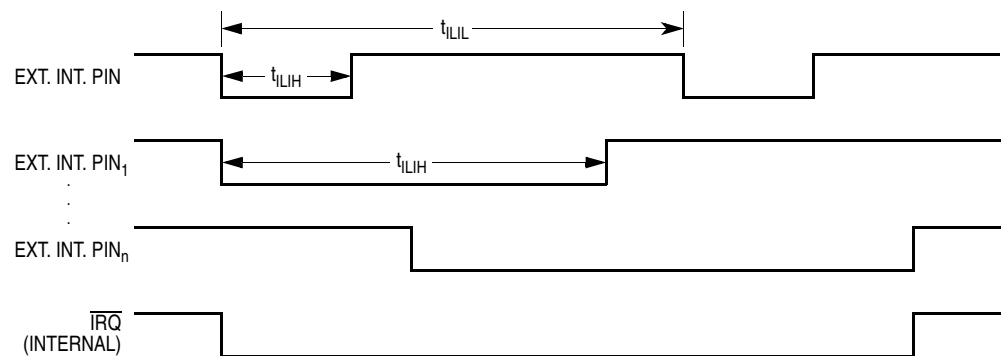 tILIL
EXT. INT. PIN
tILIH
EXT. INT. PIN1
tILIH
.
.
.
EXT. INT. PINn
IRQ
(INTERNAL)